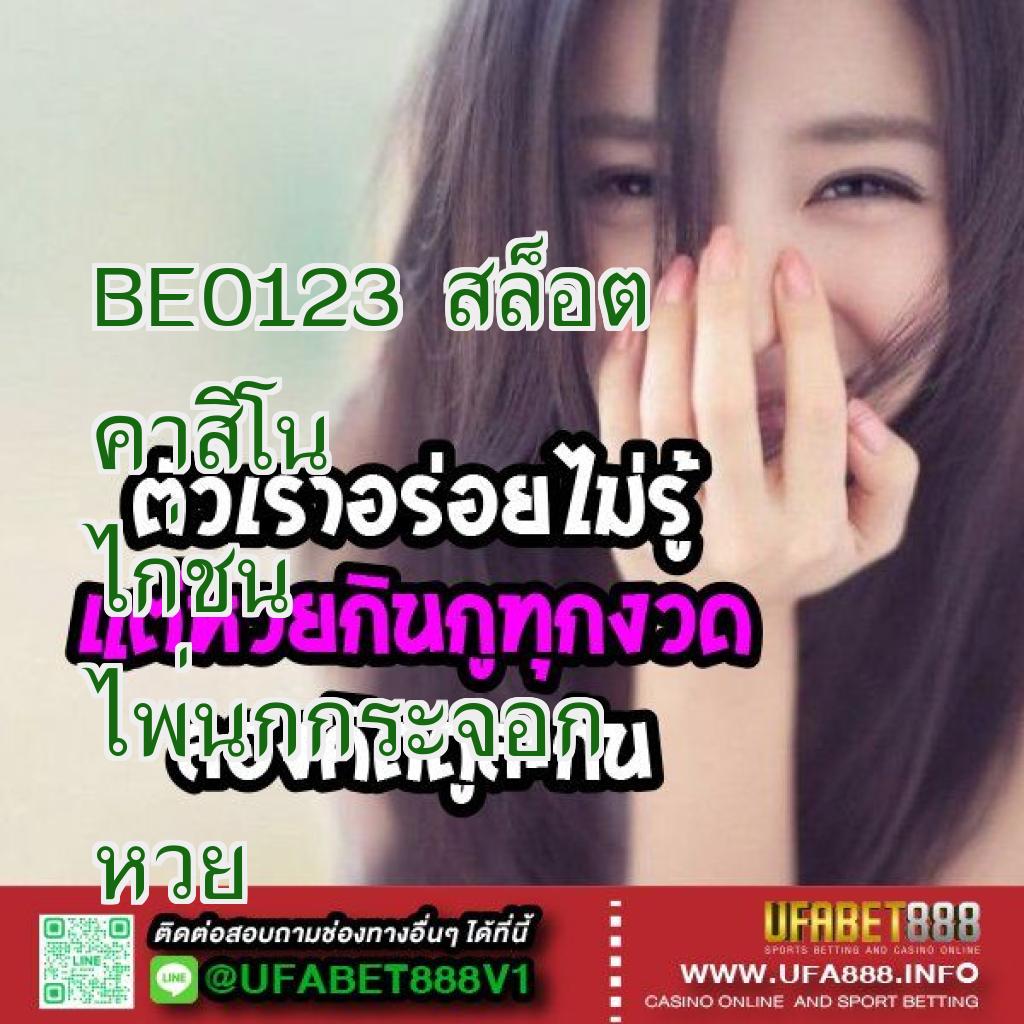 BE0123 สล็อต
คาสิโน
ตัวเราอร่อยไม่รู้
ไก่ชน
แต่หวยกินกูทุกงวด
ไพ่นกกระจอก
หวย
LINE
ติดต่อสอบถามช่องทางอื่นๆ ได้ที่นี้
LINE @UFABET888V1
UFABET888
SPORTS BETTING AND CASINO ONLINE
WWW.UFA888.INFO
CASINO ONLINE AND SPORT BETTING